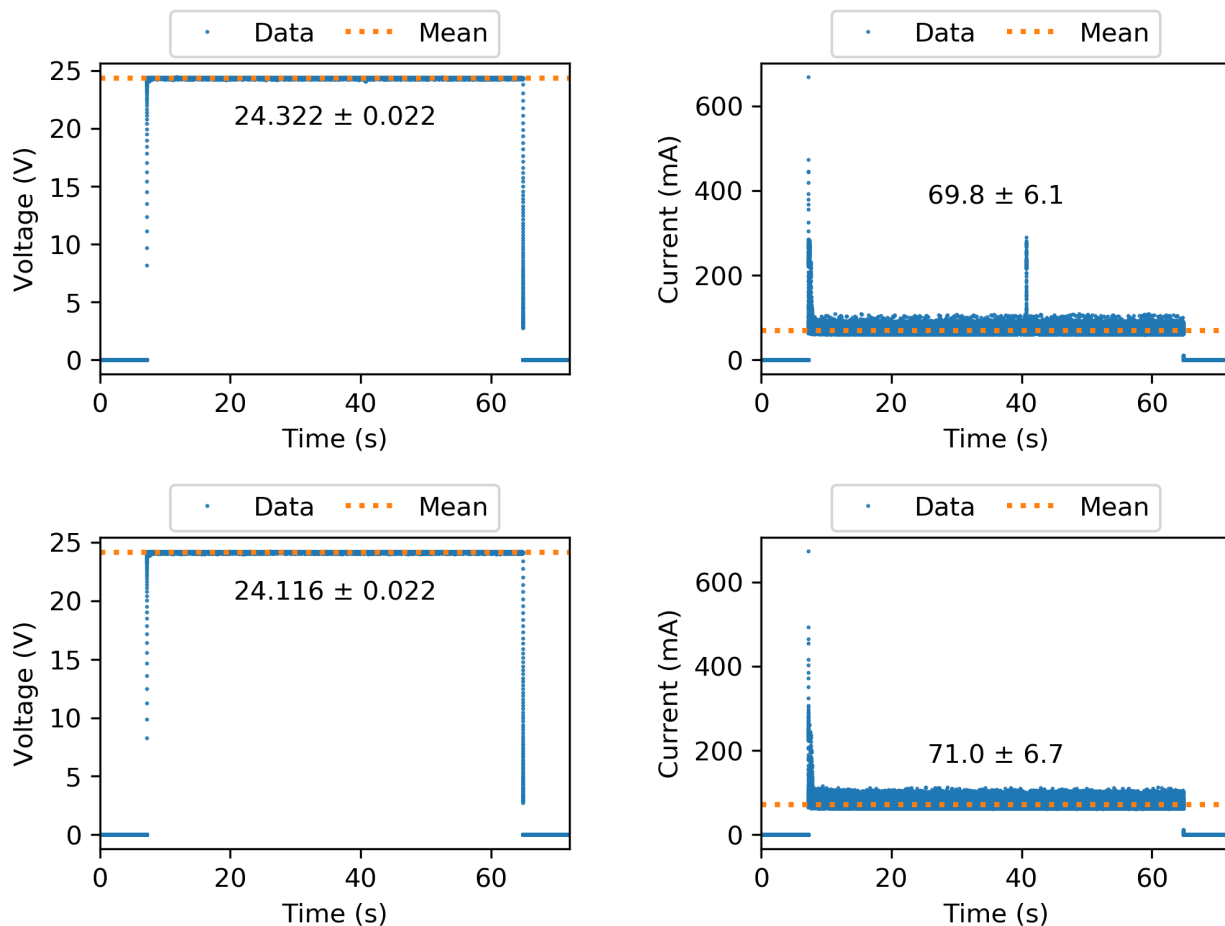 Data Mean
25
20
15
10
5
0
Voltage (V)
24.322 ± 0.022
0 20 40 60
Time (s)
Data Mean
600
400
200
0
Current (mA)
69.8 ± 6.1
0 20 40 60
Time (s)
Data Mean
25
20
15
10
5
0
Voltage (V)
24.116 ± 0.022
0 20 40 60
Time (s)
Data Mean
600
400
200
0
Current (mA)
71.0 ± 6.7
0 20 40 60
Time (s)